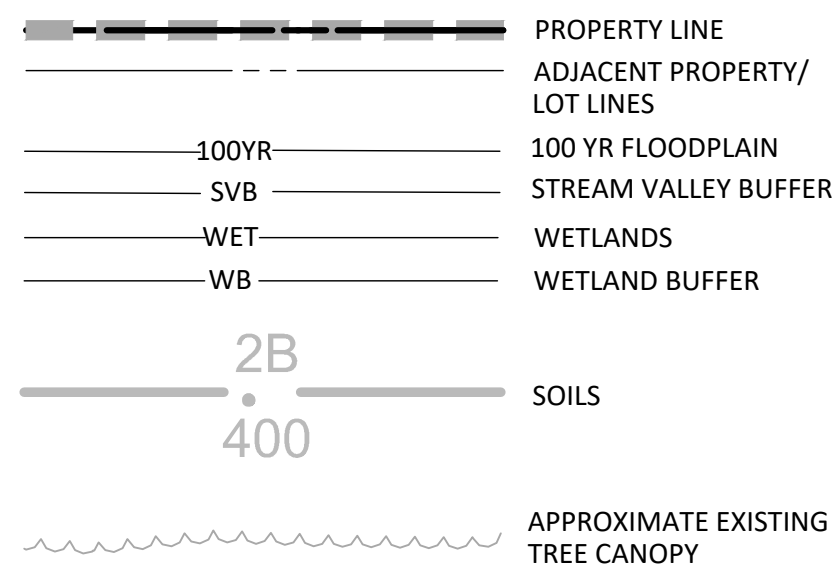 PROPERTY LINE
ADJACENT PROPERTY/
LOT LINES
100YR 100 YR FLOODPLAIN
SVB STREAM VALLEY BUFFER
WET WETLANDS
WB WETLAND BUFFER
2B
SOILS
400
APPROXIMATE EXISTING
TREE CANOPY